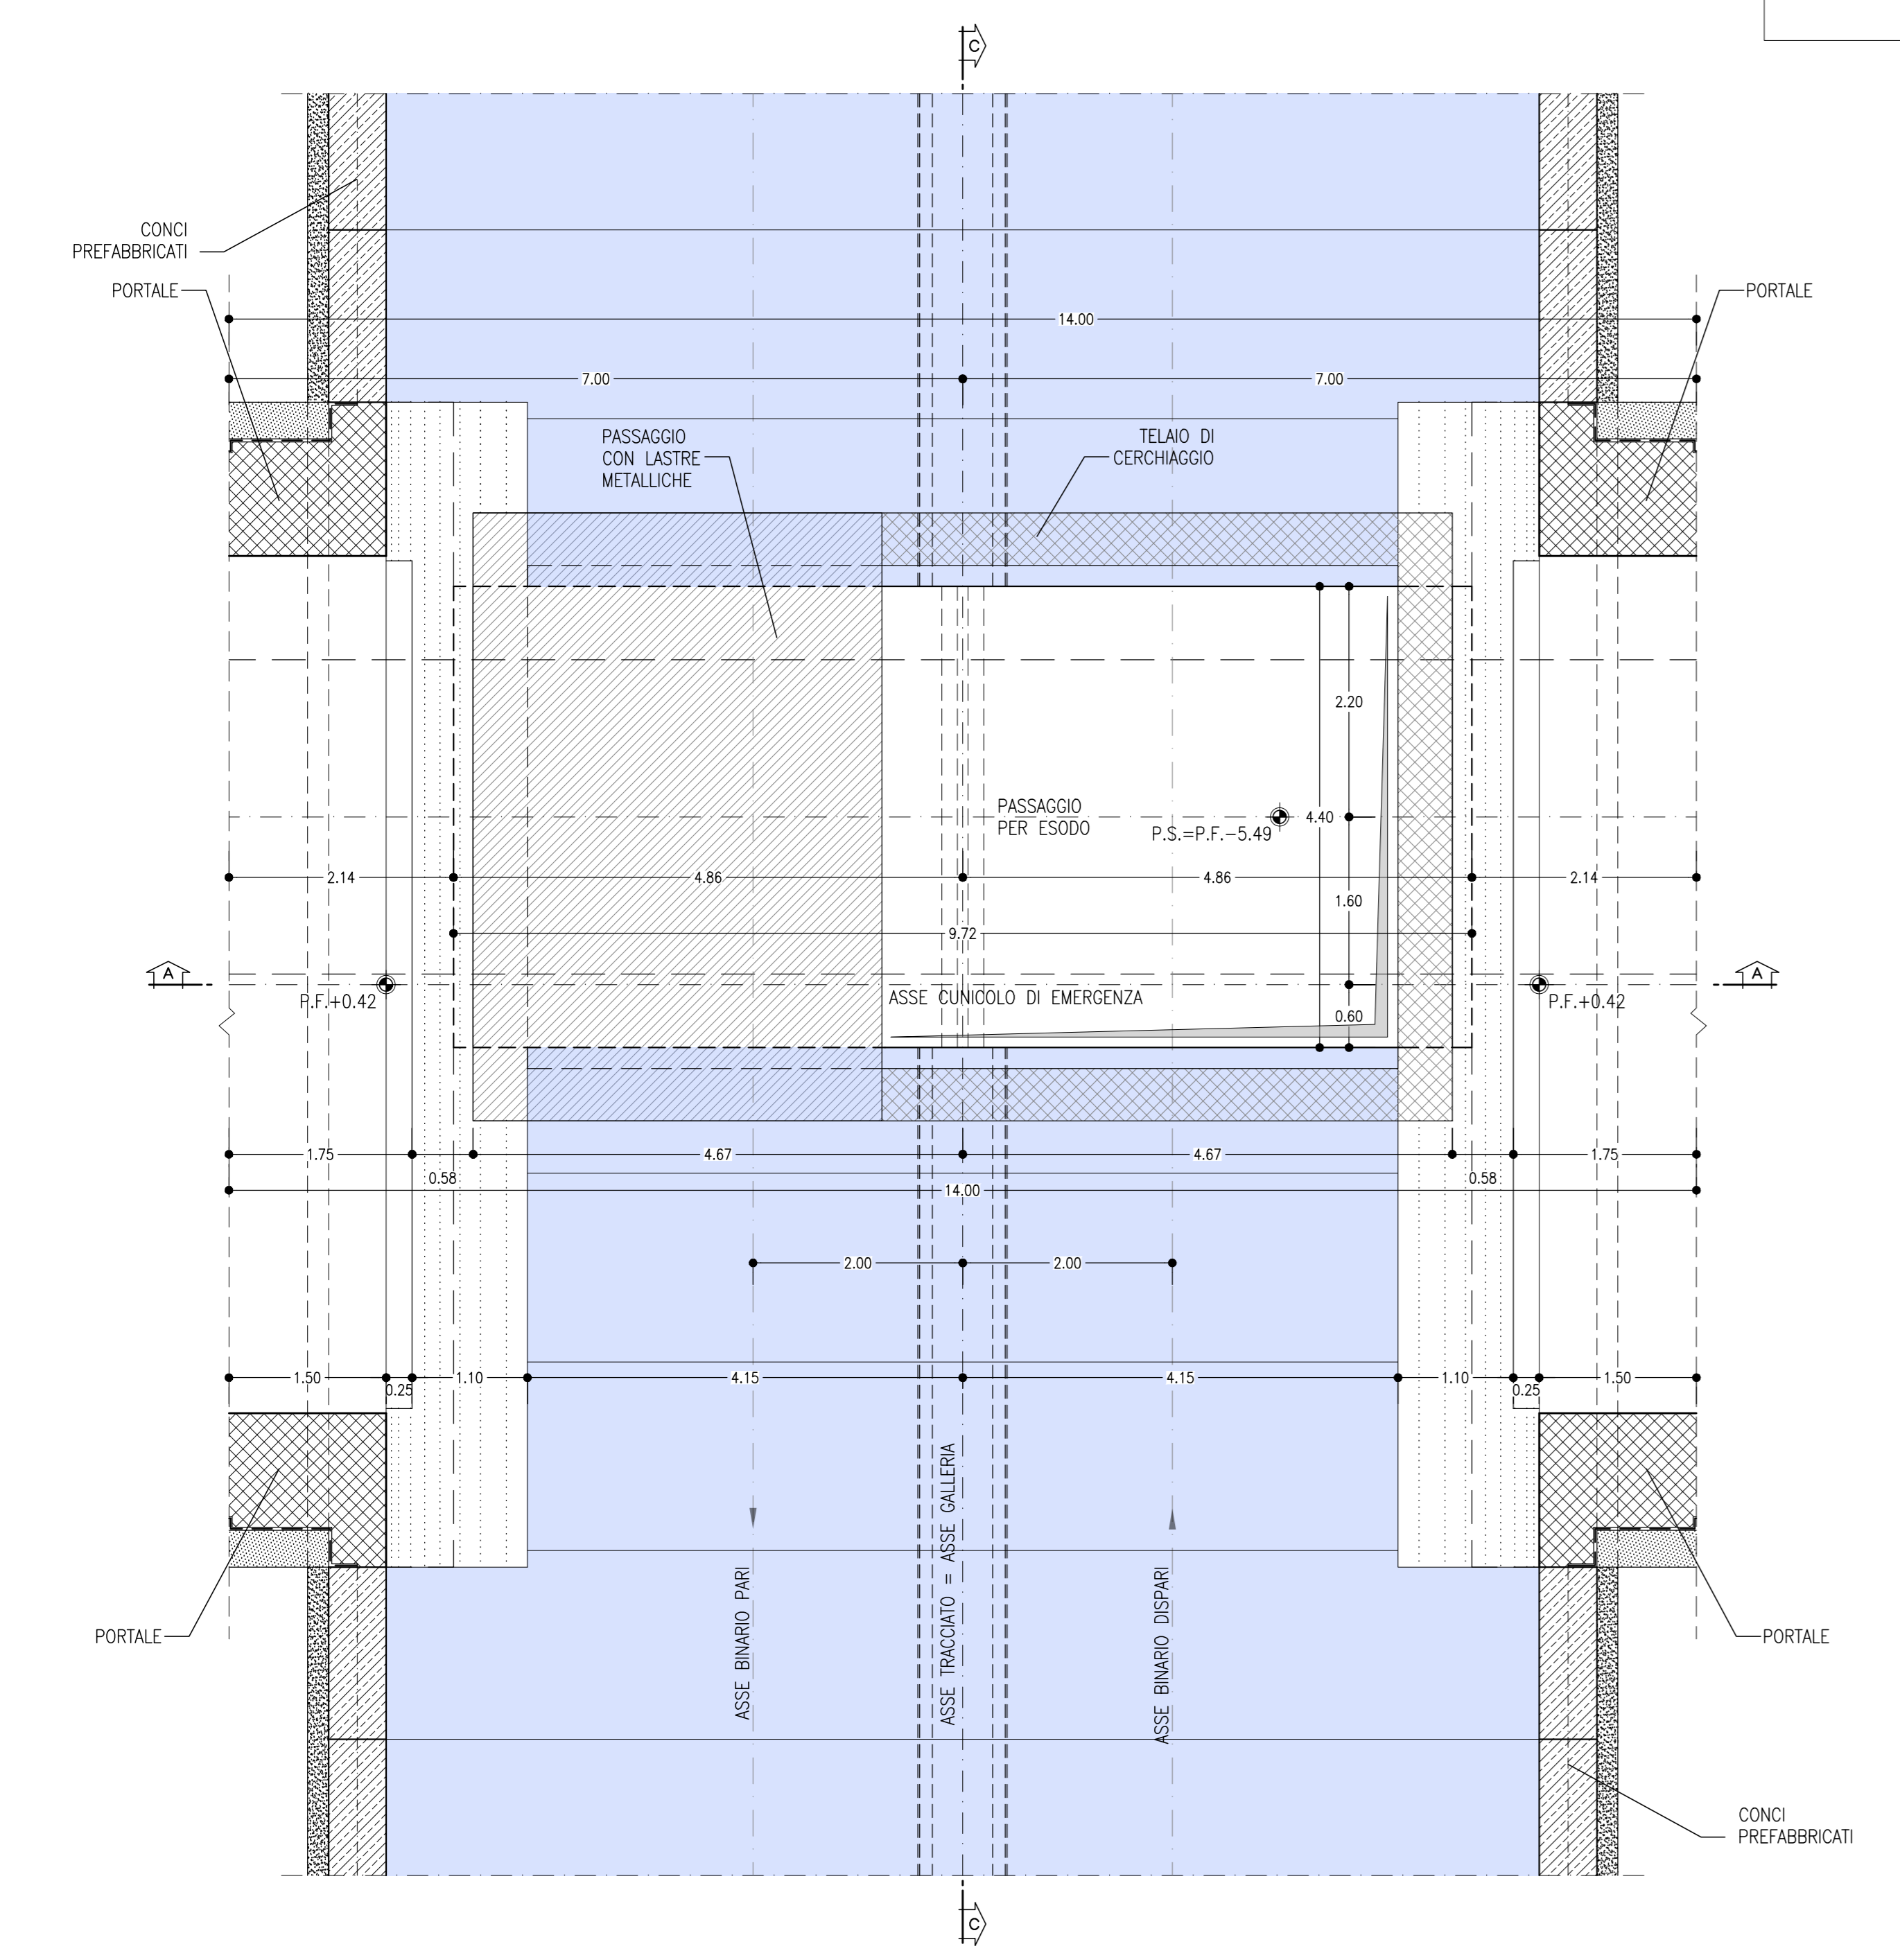 C
CONCI
PREFABBRICATI
PORTALE
PORTALE
14.00
7.00
7.00
PASSAGGIO
CON LASTRE
METALLICHE
TELAIO DI
CERCHIAGGIO
2.20
PASSAGGIO
PER ESODO
P.S.=P.F.−5.49
4.40
2.14
4.86
4.86
2.14
1.60
9.72
A
A
P.F.+0.42
ASSE CUNICOLO DI EMERGENZA
P.F.+0.42
0.60
1.75
4.67
4.67
1.75
0.58
0.58
14.00
2.00
2.00
1.50
0.25
1.10
4.15
4.15
1.10
0.25
1.50
ASSE BINARIO PARI
ASSE TRACCIATO = ASSE GALLERIA
ASSE BINARIO DISPARI
PORTALE
PORTALE
CONCI
PREFABBRICATI
C